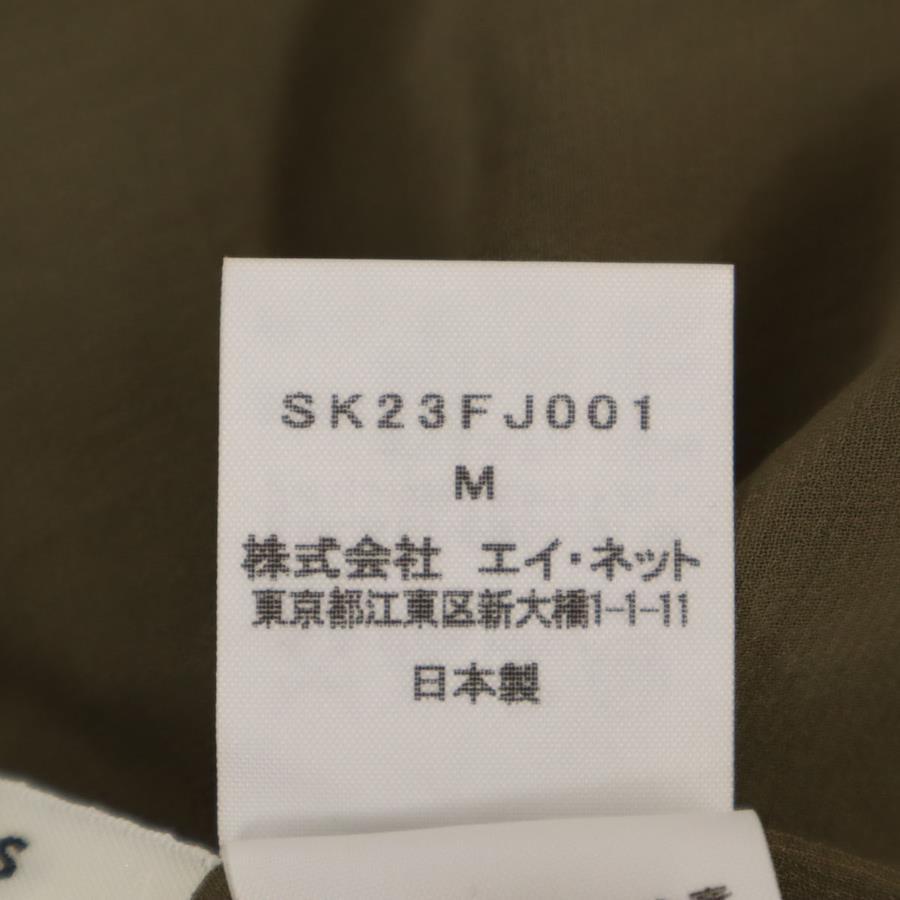 SK23FJ001
M
株式会社 エイ・ネット
東京都江東区新大橋1-1-11
日本製
s